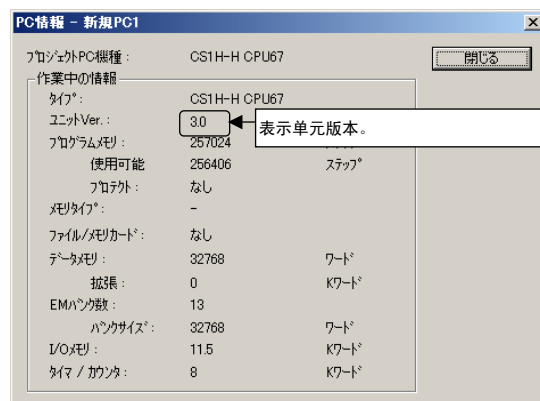 PC情報 - 新規PC1
プロジェクトPC機種： CS1H-H CPU67 閉じる
作業中の情報
タイプ： CS1H-H CPU67
ユニットVer.： 3.0
表示单元版本。
プログラムメモリ： 257024
使用可能 256406 ステップ
プロテクト： なし
メモリタイプ： -
ファイル/メモリカード： なし
データメモリ： 32768 ワード
拡張： 0 Kワード
EMバンク数： 13
バンクサイズ： 32768 ワード
I/Oメモリ： 11.5 Kワード
タイマ / カウンタ： 8 Kワード